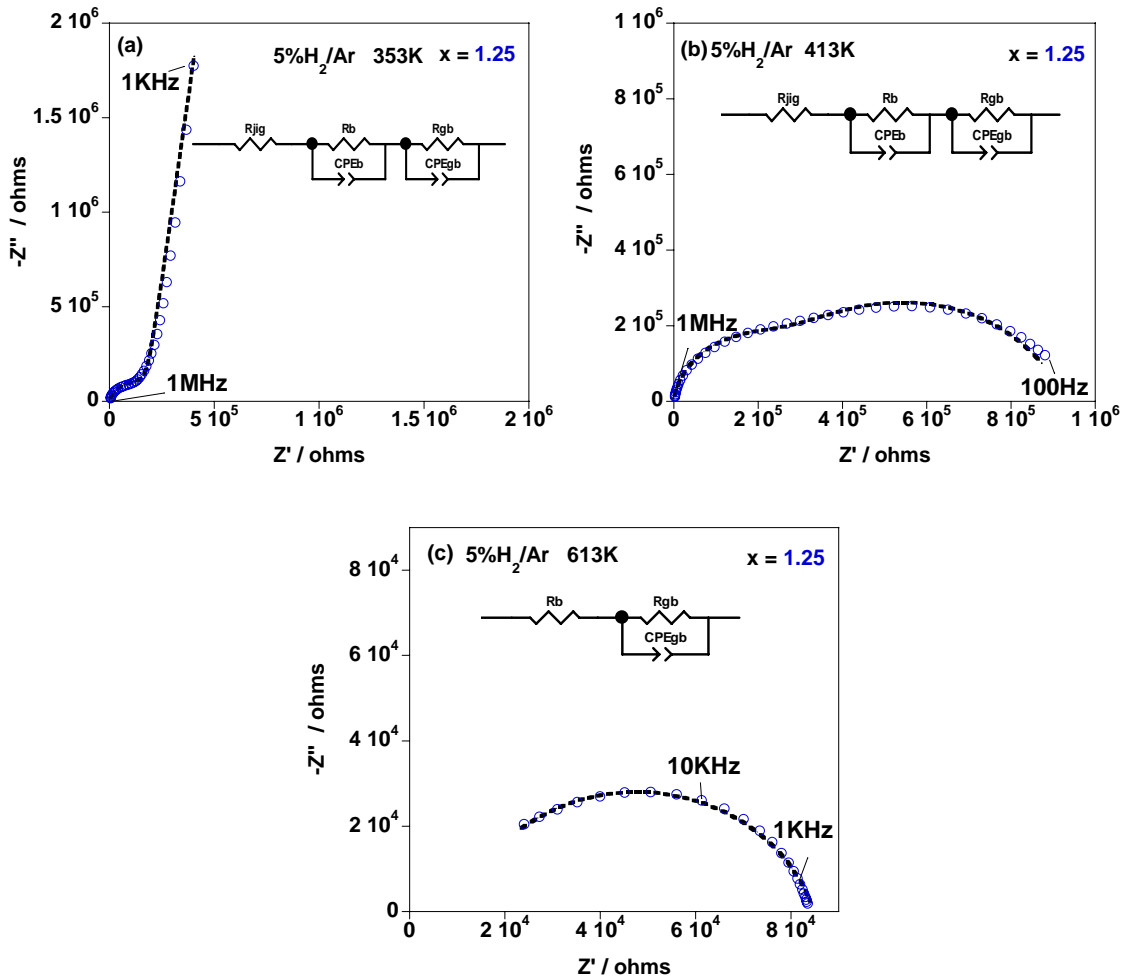 (a) 5%H2/Ar 353K x = 1.25
2 10^6
1.5 10^6
1 10^6
5 10^5
0
1KHz
1MHz
Rjig Rb Rgb
CPEb CPEgb
-Z'' / ohms
0 5 10^5 1 10^6 1.5 10^6 2 10^6
Z' / ohms
(b) 5%H2/Ar 413K x = 1.25
1 10^6
8 10^5
6 10^5
4 10^5
2 10^5
0
Rjig Rb Rgb
CPEb CPEgb
1MHz
100Hz
-Z'' / ohms
0 2 10^5 4 10^5 6 10^5 8 10^5 1 10^6
Z' / ohms
(c) 5%H2/Ar 613K x = 1.25
8 10^4
6 10^4
4 10^4
2 10^4
0
Rb Rgb
CPEgb
10KHz
1KHz
-Z'' / ohms
0 2 10^4 4 10^4 6 10^4 8 10^4
Z' / ohms